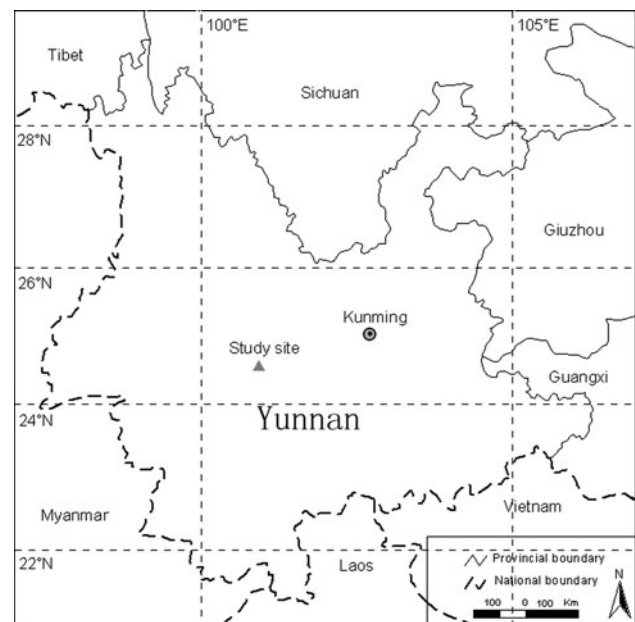 100°E
105°E
Tibet
Sichuan
28°N
Giuzhou
26°N
Kunming
Study site
Guangxi
24°N
Yunnan
Myanmar
Vietnam
22°N
Laos
Provincial boundary
National boundary
N
100 0 100 Km